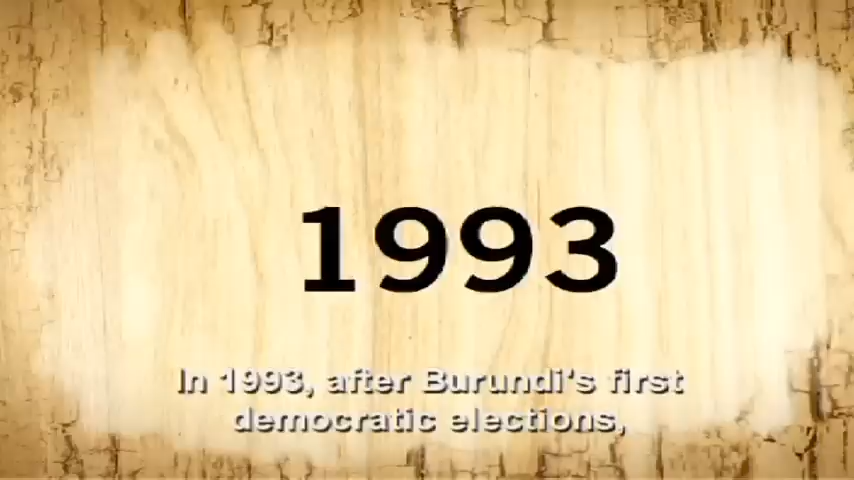 1993
In 1993, after Burundi's first
democratic elections,